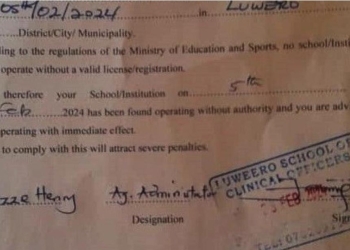 05th/02/2024 in LUWERO
District/City/ Municipality.
ding to the regulations of the Ministry of Education and Sports, no school/Insti
operate without a valid license/registration.
therefore your School/Institution on 5th
Feb 2024 has been found operating without authority and you are adv
perating with immediate effect.
to comply with this will attract severe penalties.
zze Henry Ag. Administrator
Designation Sig
LUWEERO SCHOOL OF
CLINICAL OFFICERS
FEB